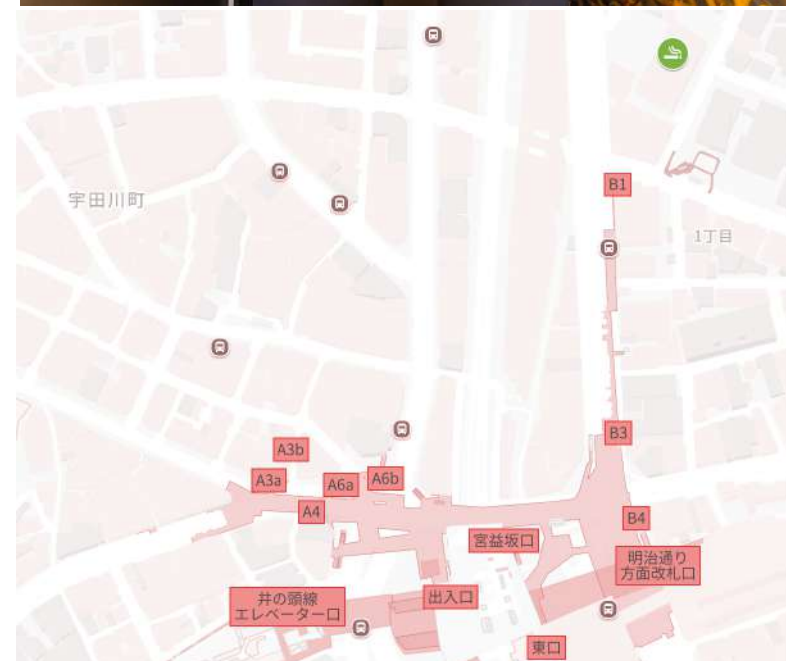 B1
宇田川町
1丁目
B3
A3b
A3a
A6a
A6b
A4
B4
宮益坂口
明治通り
方面改札口
井の頭線
エレベーター口
出入口
東口